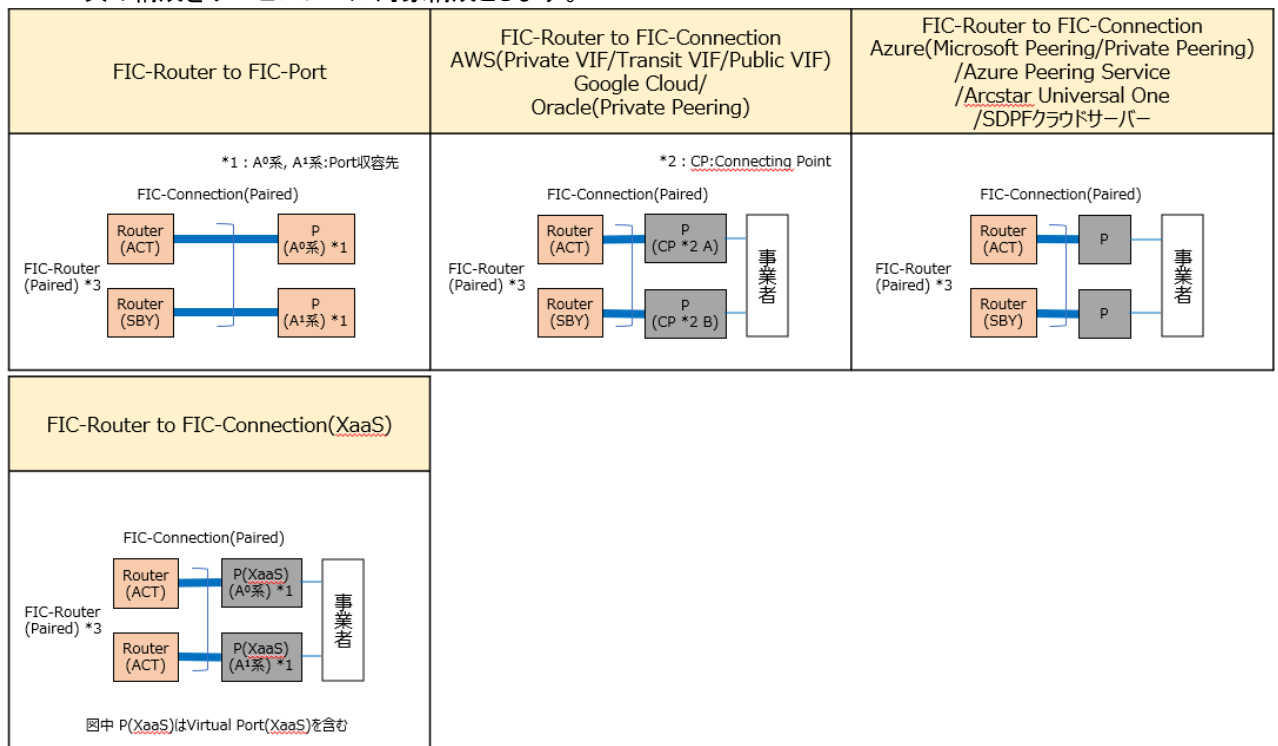 FIC-Router to FIC-Port
FIC-Router to FIC-Connection
AWS(Private VIF/Transit VIF/Public VIF)
Google Cloud/
Oracle(Private Peering)
FIC-Router to FIC-Connection
Azure(Microsoft Peering/Private Peering)
/Azure Peering Service
/Arcstar Universal One
/SDPFクラウドサーバー
*1：A⁰系, A¹系:Port収容先
FIC-Connection(Paired)
Router
(ACT)
P
(A⁰系) *1
FIC-Router
(Paired) *3
Router
(SBY)
P
(A¹系) *1
*2：CP:Connecting Point
FIC-Connection(Paired)
Router
(ACT)
P
(CP *2 A)
FIC-Router
(Paired) *3
Router
(SBY)
P
(CP *2 B)
事業者
FIC-Connection(Paired)
Router
(ACT)
P
FIC-Router
(Paired) *3
Router
(SBY)
P
事業者
FIC-Router to FIC-Connection(XaaS)
FIC-Connection(Paired)
Router
(ACT)
P(XaaS)
(A⁰系) *1
FIC-Router
(Paired) *3
Router
(ACT)
P(XaaS)
(A¹系) *1
事業者
図中 P(XaaS)はVirtual Port(XaaS)を含む